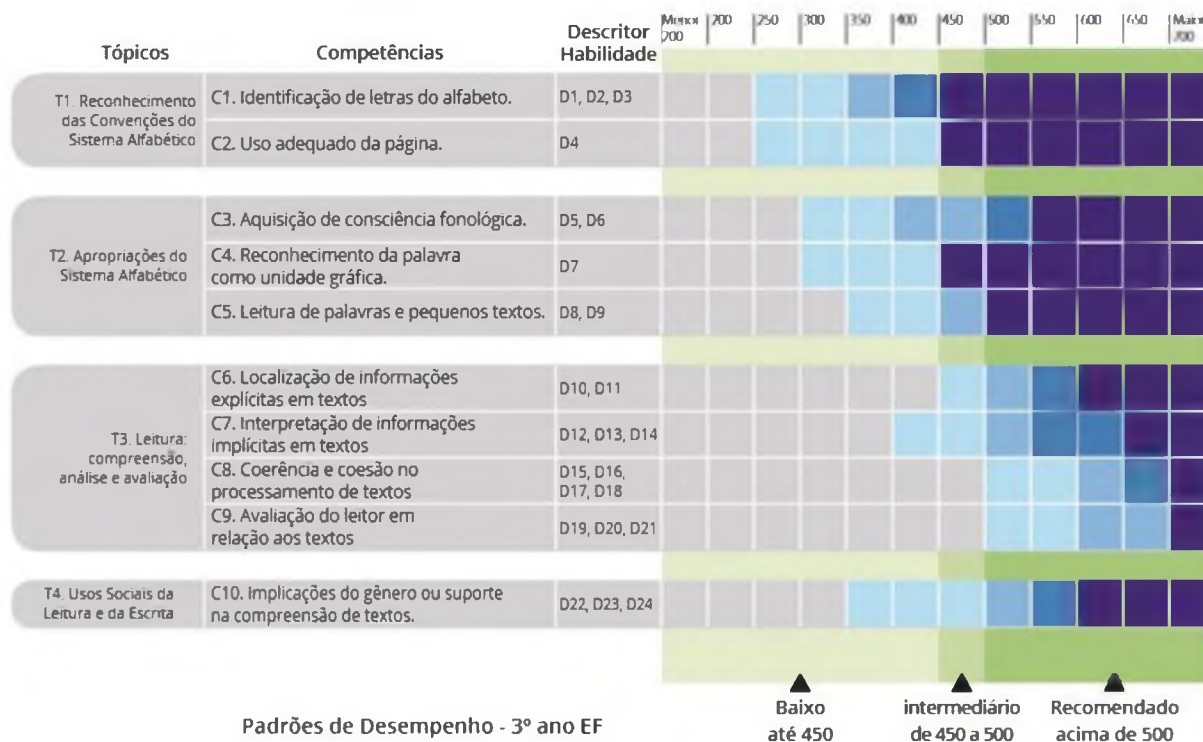 Tópicos
Competências
Descritor
Habilidade
Menor
200
200
250
300
350
400
450
500
550
600
650
Maior
700
T1. Reconhecimento
das Convenções do
Sistema Alfabético
C1. Identificação de letras do alfabeto.
D1, D2, D3
C2. Uso adequado da página.
D4
T2. Apropriações do
Sistema Alfabético
C3. Aquisição de consciência fonológica.
D5, D6
C4. Reconhecimento da palavra
como unidade gráfica.
D7
C5. Leitura de palavras e pequenos textos.
D8, D9
T3. Leitura:
compreensão,
análise e avaliação
C6. Localização de informações
explícitas em textos
D10, D11
C7. Interpretação de informações
implícitas em textos
D12, D13, D14
C8. Coerência e coesão no
processamento de textos
D15, D16,
D17, D18
C9. Avaliação do leitor em
relação aos textos
D19, D20, D21
T4. Usos Sociais da
Leitura e da Escrita
C10. Implicações do gênero ou suporte
na compreensão de textos.
D22, D23, D24
Padrões de Desempenho - 3º ano EF
Baixo
até 450
intermediário
de 450 a 500
Recomendado
acima de 500